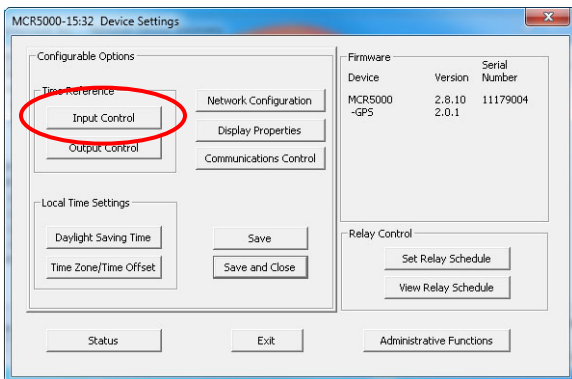 MCR5000-15:32 Device Settings
Configurable Options
Time Reference
Input Control
Output Control
Network Configuration
Display Properties
Communications Control
Local Time Settings
Daylight Saving Time
Time Zone/Time Offset
Save
Save and Close
Firmware
Serial
Device Version Number
MCR5000 2.8.10 11179004
-GPS 2.0.1
Relay Control
Set Relay Schedule
View Relay Schedule
Status
Exit
Administrative Functions